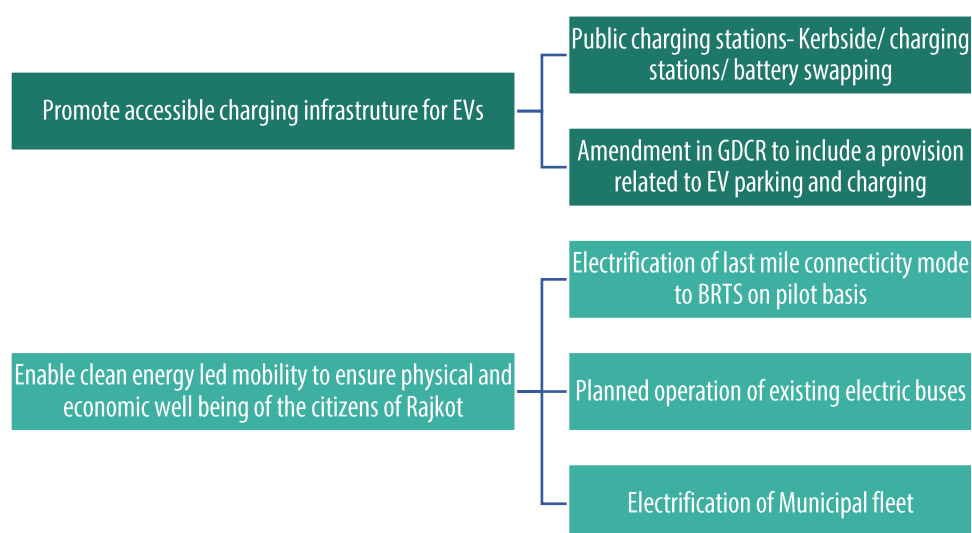 Promote accessible charging infrastruture for EVs
Public charging stations- Kerbside/ charging
stations/ battery swapping
Amendment in GDCR to include a provision
related to EV parking and charging
Enable clean energy led mobility to ensure physical and
economic well being of the citizens of Rajkot
Electrification of last mile connectivity mode
to BRTS on pilot basis
Planned operation of existing electric buses
Electrification of Municipal fleet